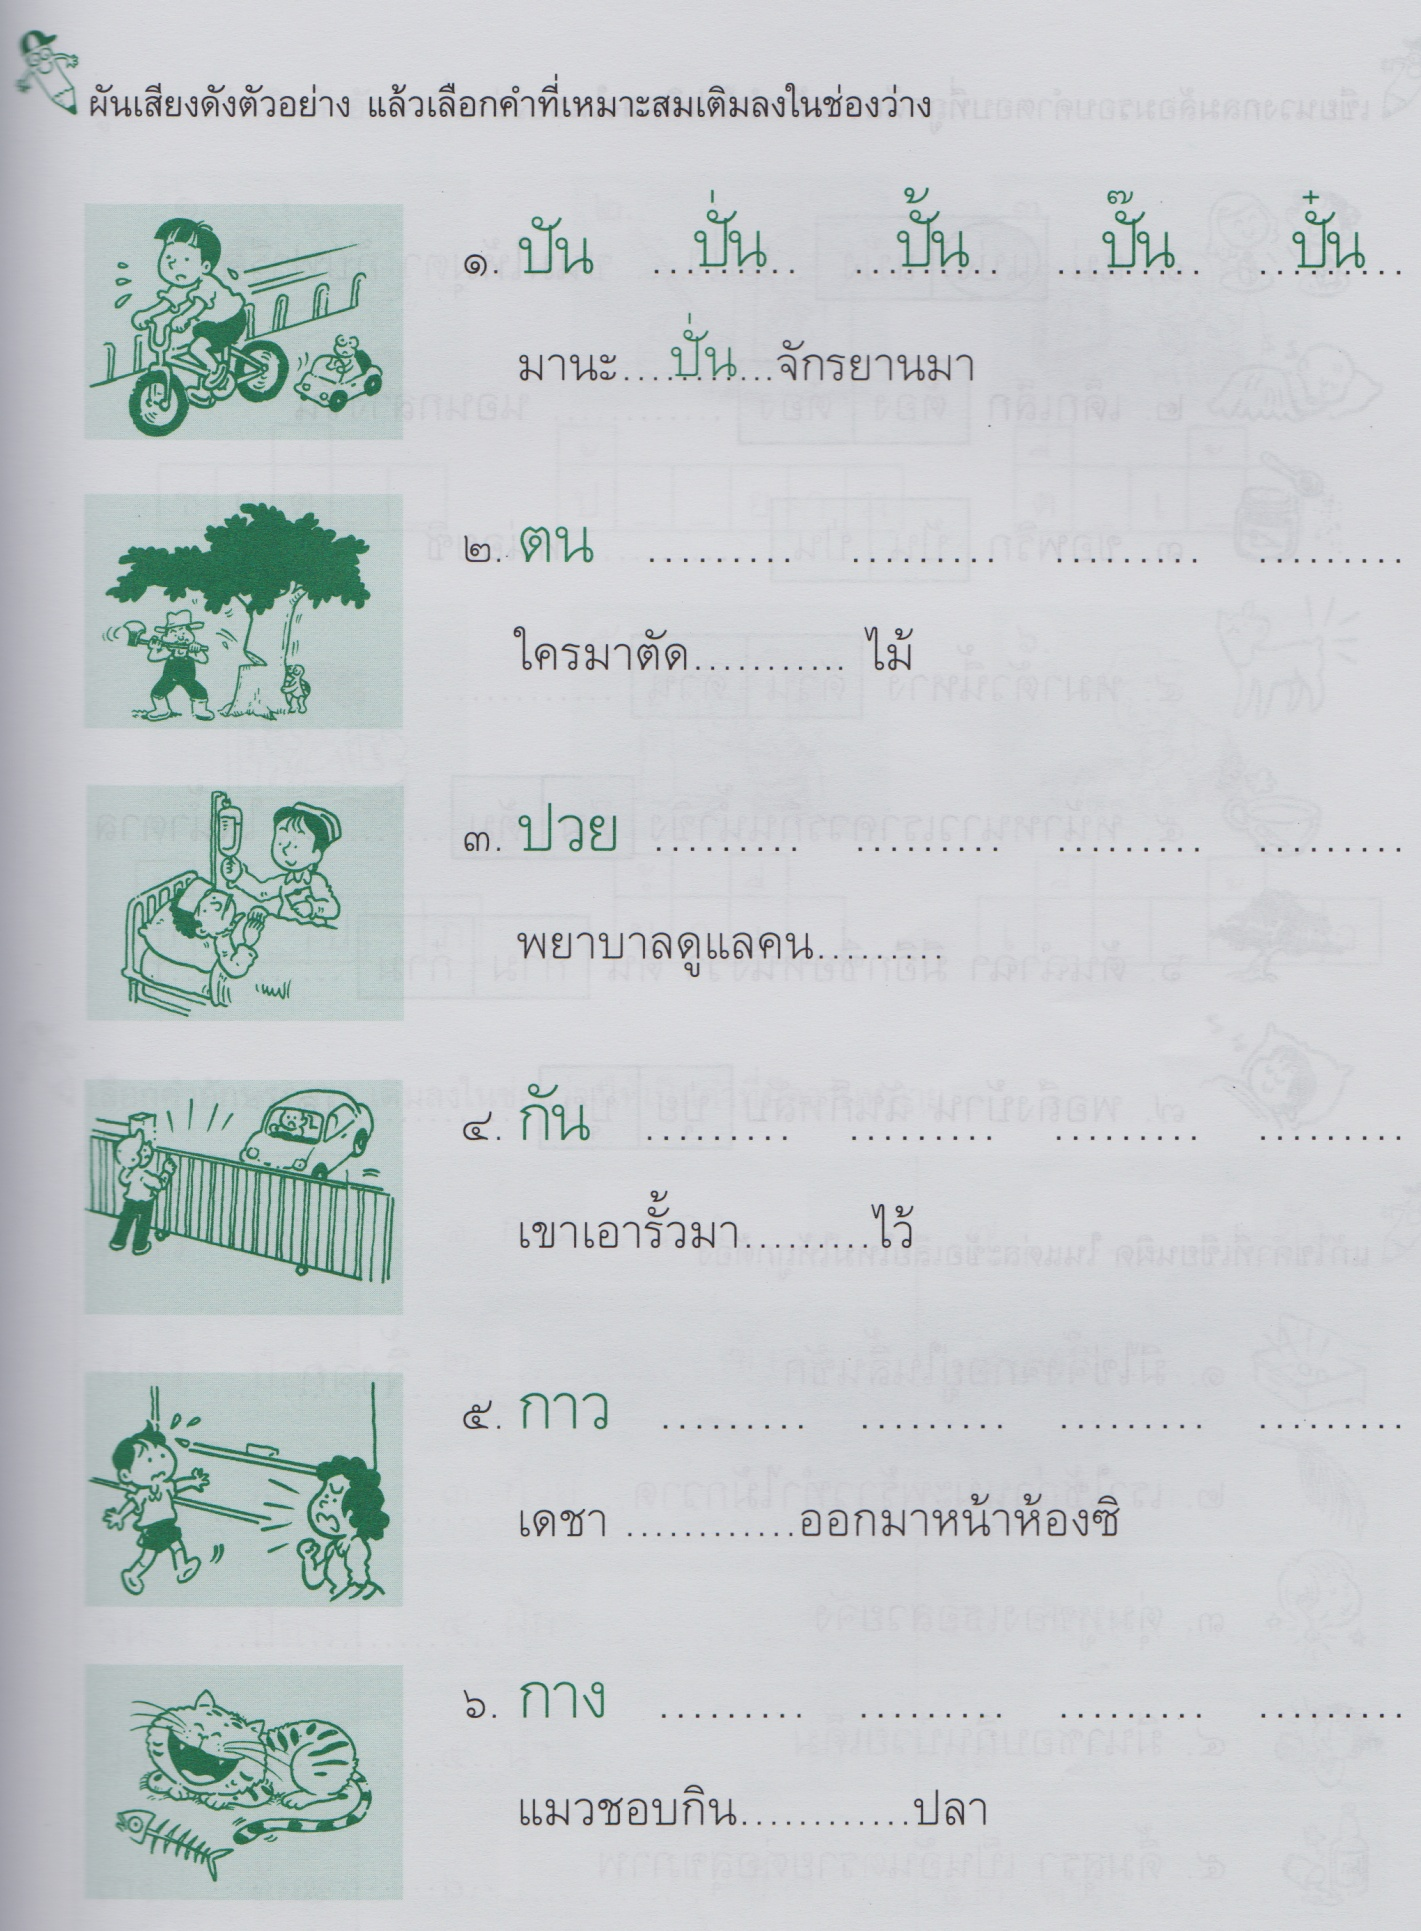 ผันเสียงดังตัวอย่าง แล้วเลือกคำที่เหมาะสมเติมลงในช่องว่าง
๑. ปัน ปั่น ปั้น ปั๊น ปั๋น
มานะ............ปั่น............จักรยานมา
๒. ตน ......... ......... ......... .........
ใครมาตัด........... ไม้
๓. ปวย ......... ......... ......... .........
พยาบาลดูแลคน.........
๔. กัน ......... ......... ......... .........
เขาเอารั้วมา.........ไว้
๕. กาว ......... ......... ......... .........
เดชา ............ออกมาหน้าห้องซิ
๖. กาง ......... ......... ......... .........
แมวชอบกิน............ปลา